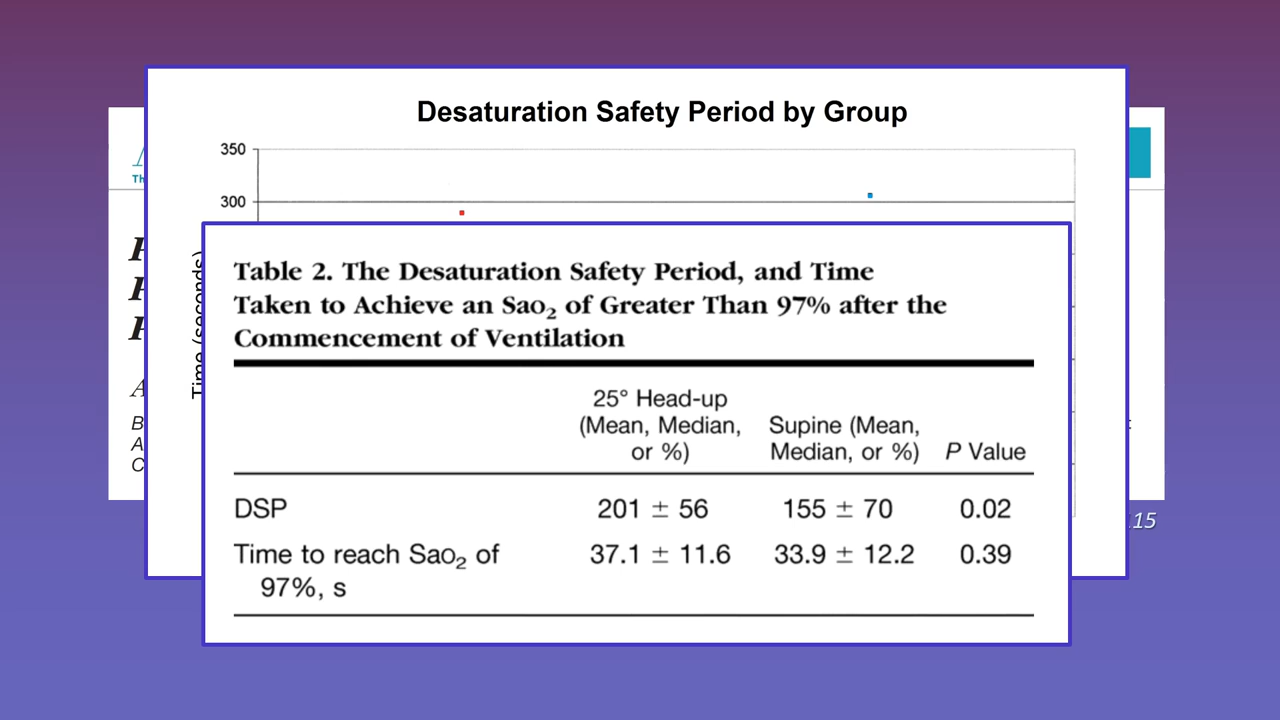 Desaturation Safety Period by Group
350
300
Time (seconds)
Table 2. The Desaturation Safety Period, and Time
Taken to Achieve an Sao₂ of Greater Than 97% after the
Commencement of Ventilation
25° Head-up
(Mean, Median,
or %)
Supine (Mean,
Median, or %)
P Value
DSP 201 ± 56 155 ± 70 0.02
Time to reach Sao₂ of 37.1 ± 11.6 33.9 ± 12.2 0.39
97%, s
15